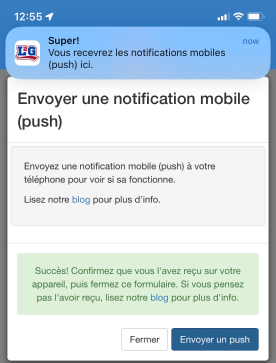 12:55
LTG
Super!
now
Vous recevrez les notifications mobiles
(push) ici.
Envoyer une notification mobile
(push)
Envoyez une notification mobile (push) à votre
téléphone pour voir si sa fonctionne.
Lisez notre blog pour plus d'info.
Succès! Confirmez que vous l'avez reçu sur votre
appareil, puis fermez ce formulaire. Si vous pensez
pas l'avoir reçu, lisez notre blog pour plus d'info.
Fermer
Envoyer un push